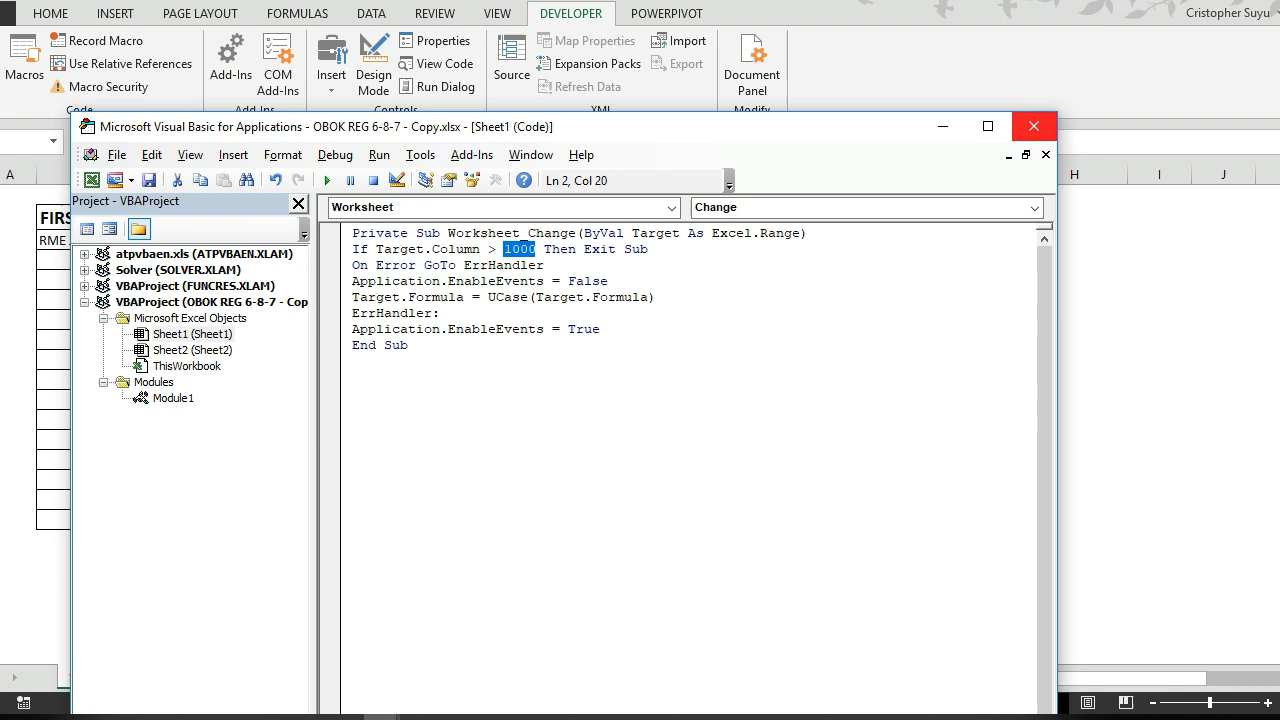 HOME INSERT PAGE LAYOUT FORMULAS DATA REVIEW VIEW DEVELOPER POWERPIVOT Cristopher Suyu
Record Macro
Use Relative References
Macro Security
Macros
Code
Add-Ins
COM
Add-Ins
Add-Ins
Insert
Design
Mode
Properties
View Code
Run Dialog
Controls
Source
Map Properties
Expansion Packs
Refresh Data
Import
Export
XML
Document
Panel
Modify
Microsoft Visual Basic for Applications - OBOK REG 6-8-7 - Copy.xlsx - [Sheet1 (Code)]
File Edit View Insert Format Debug Run Tools Add-Ins Window Help
Ln 2, Col 20
Project - VBAProject
atpvbaen.xls (ATPVBAEN.XLAM)
Solver (SOLVER.XLAM)
VBAProject (FUNCRES.XLAM)
VBAProject (OBOK REG 6-8-7 - Cop
Microsoft Excel Objects
Sheet1 (Sheet1)
Sheet2 (Sheet2)
ThisWorkbook
Modules
Module1
Worksheet Change
Private Sub Worksheet_Change(ByVal Target As Excel.Range)
If Target.Column > 1000 Then Exit Sub
On Error GoTo ErrHandler
Application.EnableEvents = False
Target.Formula = UCase(Target.Formula)
ErrHandler:
Application.EnableEvents = True
End Sub
A H I J
FIRS
RME